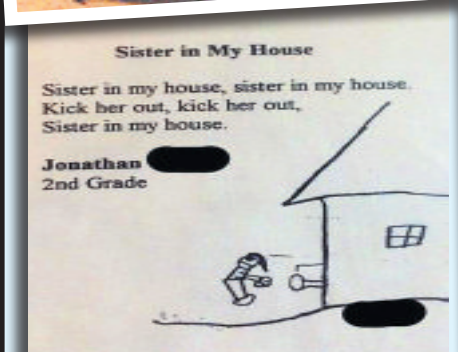 Sister in My House
Sister in my house, sister in my house.
Kick her out, kick her out,
Sister in my house.
Jonathan
2nd Grade